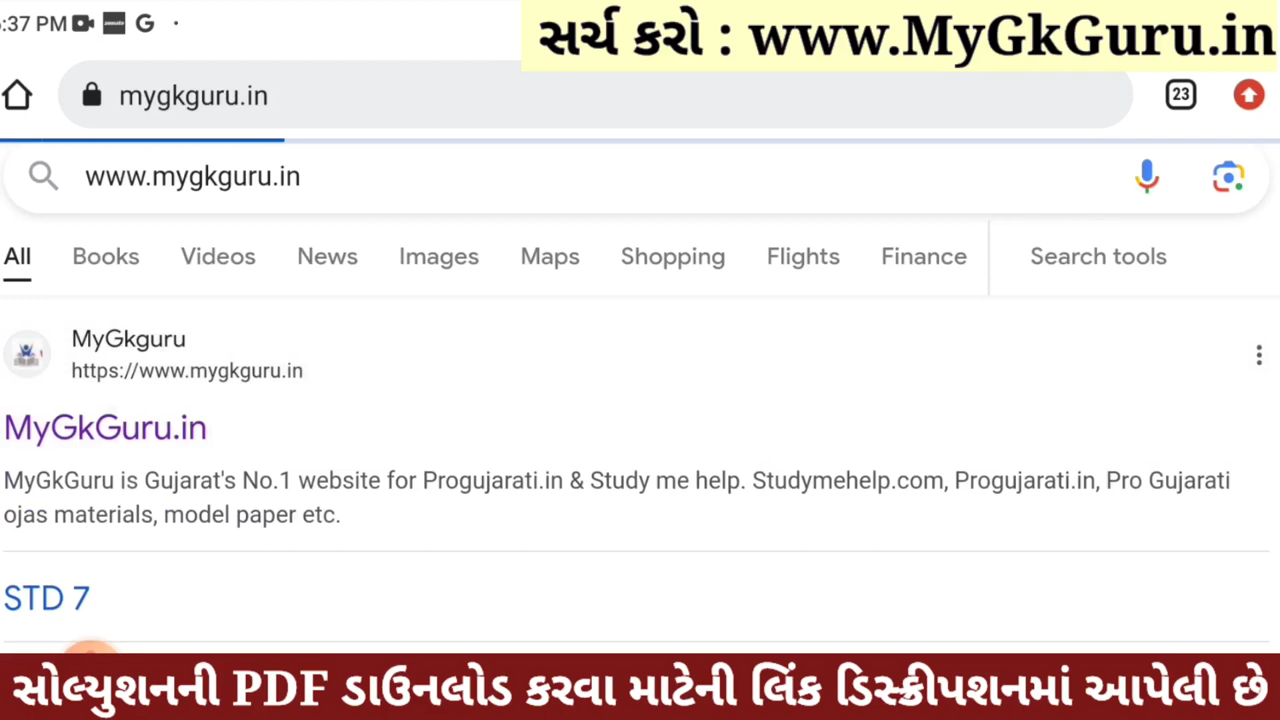 :37 PM
સર્ચ કરો : www.MyGkGuru.in
mygkguru.in
23
www.mygkguru.in
All Books Videos News Images Maps Shopping Flights Finance Search tools
MyGkguru
https://www.mygkguru.in
MyGkGuru.in
MyGkGuru is Gujarat's No.1 website for Progujarati.in & Study me help. Studymehelp.com, Progujarati.in, Pro Gujarati
ojas materials, model paper etc.
STD 7
સોલ્યુશનની PDF ડાઉનલોડ કરવા માટેની લિંક ડિસ્ક્રીપશનમાં આપેલી છે